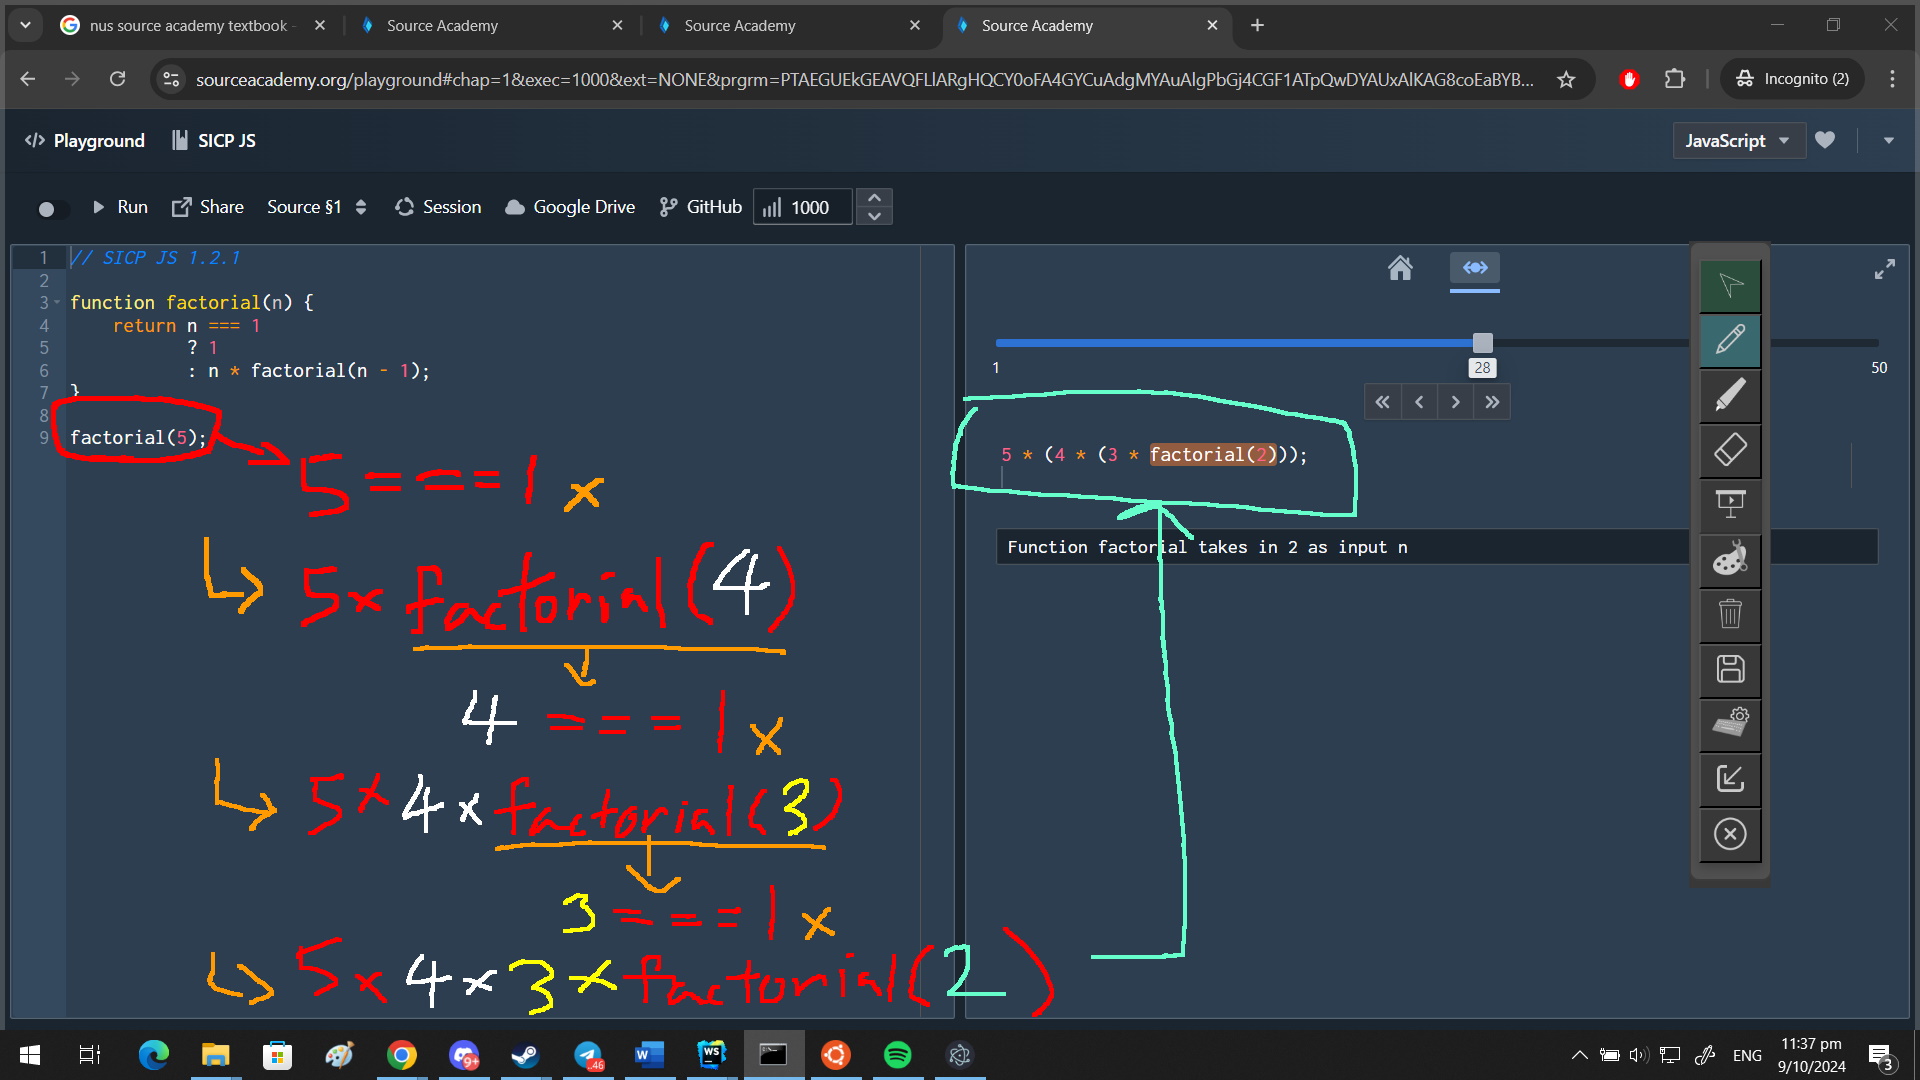 nus source academy textbook -
Source Academy
Source Academy
Source Academy
sourceacademy.org/playground#chap=1&exec=1000&ext=NONE&prgrm=PTAEGUEkGEAVQFLlARgHQCY0oFA4GYCuAdgMYAuAlgPbGj4CGF1ATpQwDYAUxAlKAG8coEaBYB...
Incognito (2)
</> Playground
SICP JS
JavaScript
Run
Share
Source §1
Session
Google Drive
GitHub
1000
1 // SICP JS 1.2.1
2
3 function factorial(n) {
4 return n === 1
5 ? 1
6 : n * factorial(n - 1);
7 }
8
9 factorial(5);
5 === 1 x
5 x factorial(4)
4 === 1 x
5 x 4 x factorial(3)
3 === 1 x
5 x 4 x 3 x factorial(2)
1
28
50
5 * (4 * (3 * factorial(2)));
Function factorial takes in 2 as input n
9+
46
W
WS
ENG
11:37 pm
9/10/2024
3